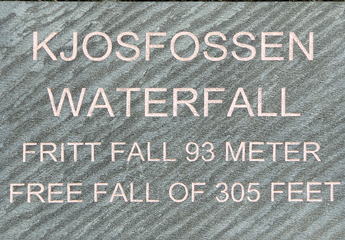 KJOSFOSSEN
WATERFALL
FRITT FALL 93 METER
FREE FALL OF 305 FEET